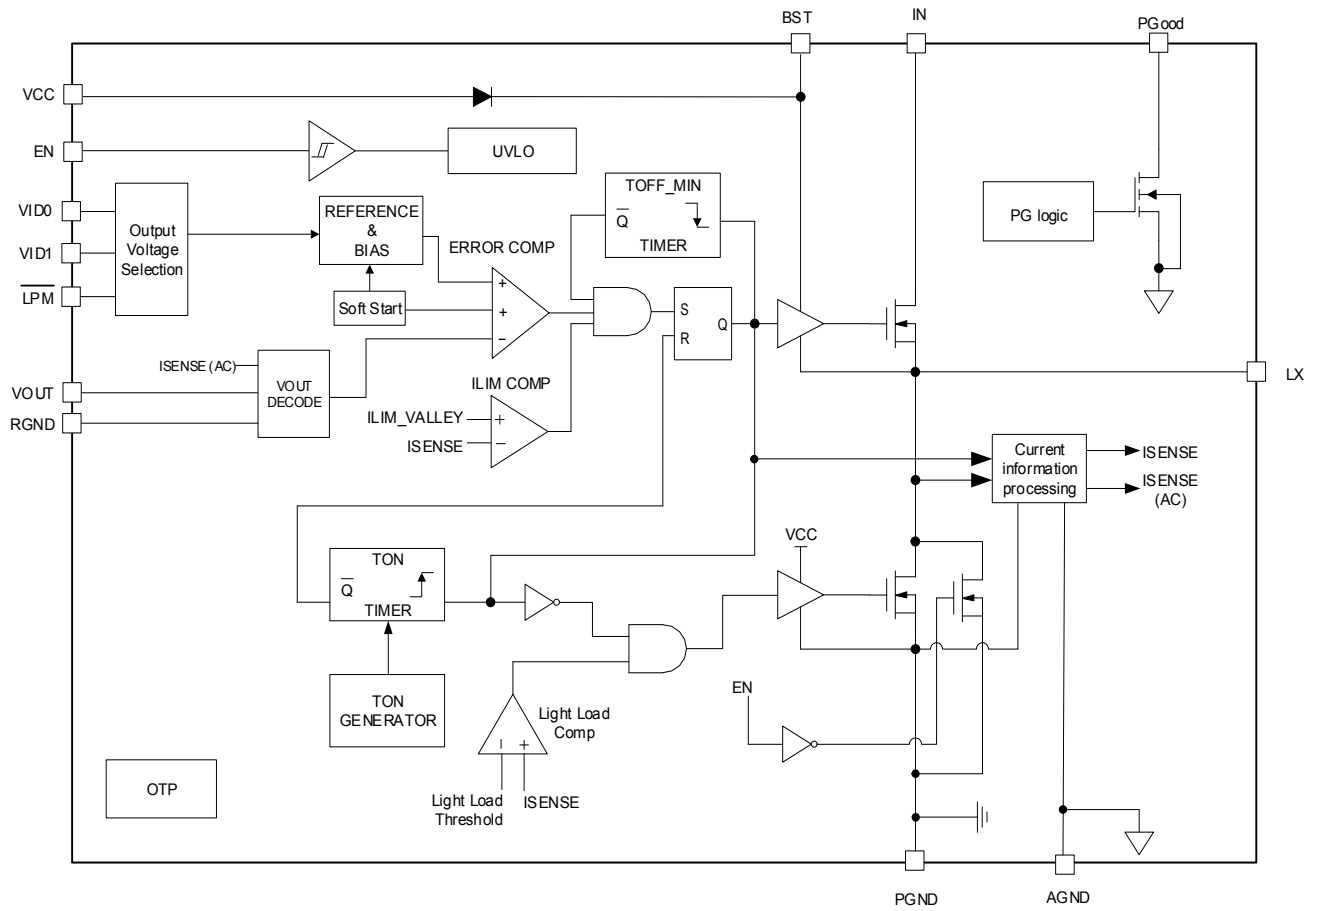 BST
IN
PGood
VCC
EN
UVLO
VID0
VID1
LPM
Output
Voltage
Selection
REFERENCE
&
BIAS
Soft Start
ERROR COMP
+
+
−
TOFF_MIN
Q
TIMER
S
R
Q
PG logic
ISENSE (AC)
VOUT
RGND
VOUT
DECODE
ILIM COMP
ILIM_VALLEY
ISENSE
+
−
LX
Current
information
processing
ISENSE
ISENSE
(AC)
TON
Q
TIMER
VCC
TON
GENERATOR
EN
Light Load
Comp
− +
Light Load
Threshold
ISENSE
OTP
PGND
AGND